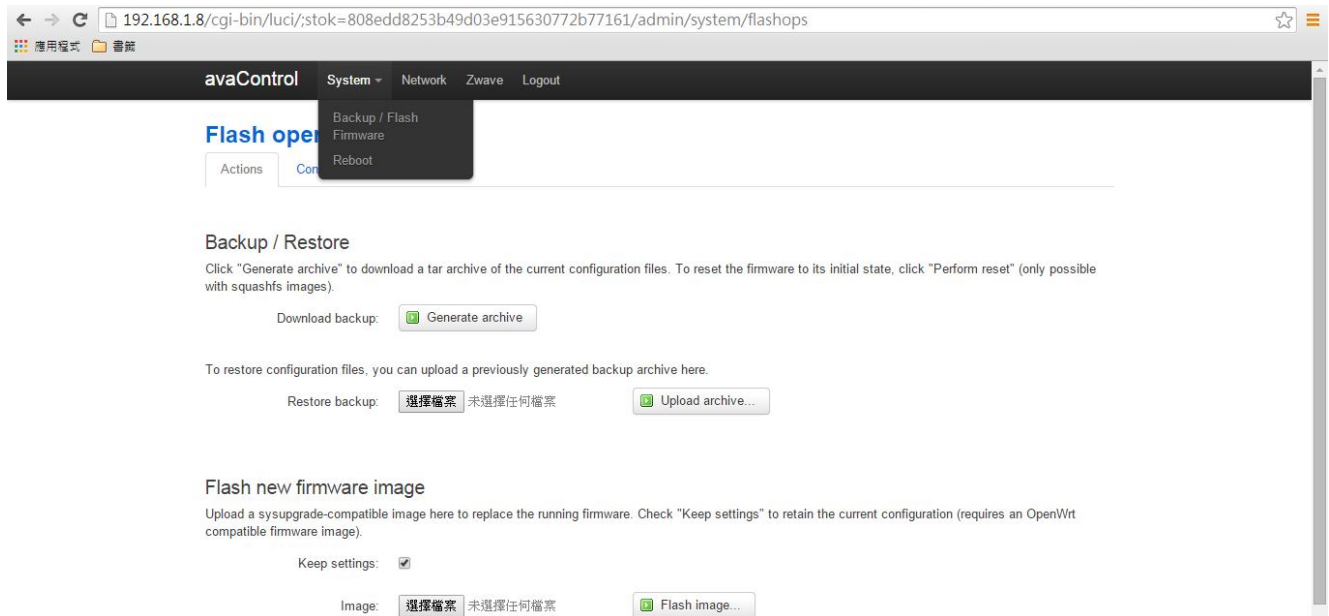 192.168.1.8/cgi-bin/luci/;stok=808edd8253b49d03e915630772b77161/admin/system/flashops
應用程式 書籤
avaControl System Network Zwave Logout
Backup / Flash
Firmware
Reboot
Flash oper
Actions Con
Backup / Restore
Click "Generate archive" to download a tar archive of the current configuration files. To reset the firmware to its initial state, click "Perform reset" (only possible
with squashfs images).
Download backup: Generate archive
To restore configuration files, you can upload a previously generated backup archive here.
Restore backup: 選擇檔案 未選擇任何檔案 Upload archive...
Flash new firmware image
Upload a sysupgrade-compatible image here to replace the running firmware. Check "Keep settings" to retain the current configuration (requires an OpenWrt
compatible firmware image).
Keep settings:
Image: 選擇檔案 未選擇任何檔案 Flash image...